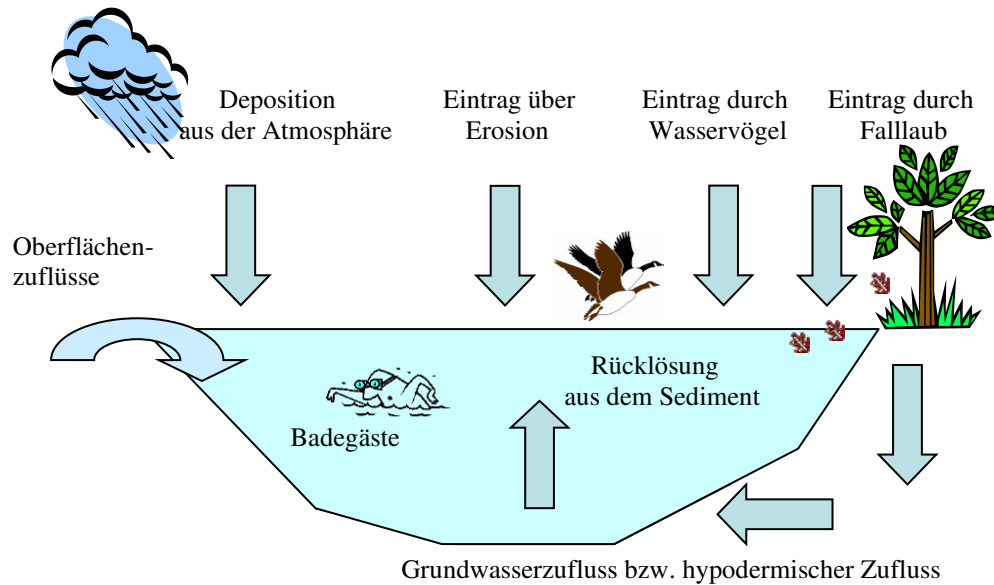 Deposition
aus der Atmosphäre
Eintrag über
Erosion
Eintrag durch
Wasservögel
Eintrag durch
Falllaub
Oberflächen-
zuflüsse
Rücklösung
aus dem Sediment
Badegäste
Grundwasserzufluss bzw. hypodermischer Zufluss